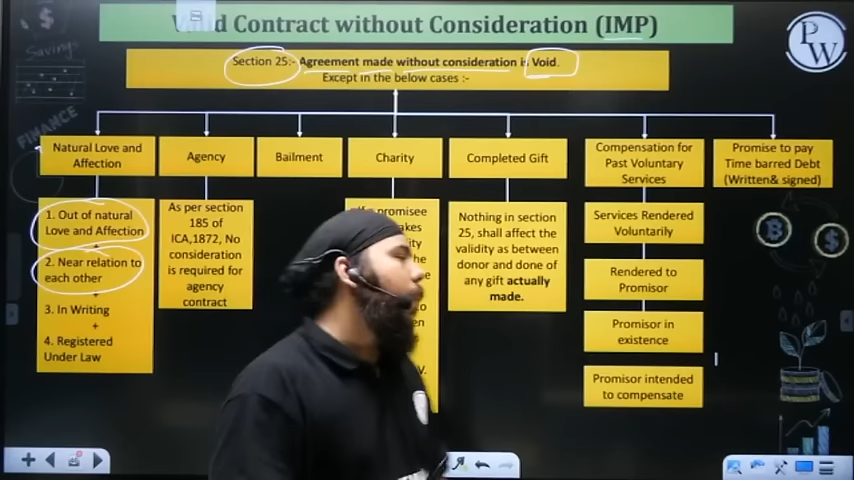 Valid Contract without Consideration (IMP)
Section 25:- Agreement made without consideration is Void.
Except in the below cases :-
PW
Saving
FINANCE
Natural Love and
Affection
Agency
Bailment
Charity
Completed Gift
Compensation for
Past Voluntary
Services
Promise to pay
Time barred Debt
(Written& signed)
1. Out of natural
Love and Affection
+
2. Near relation to
each other
+
3. In Writing
+
4. Registered
Under Law
As per section
185 of
ICA,1872, No
consideration
is required for
agency
contract
promisee
Nothing in section
25, shall affect the
validity as between
donor and done of
any gift actually
made.
Services Rendered
Voluntarily
Rendered to
Promisor
Promisor in
existence
Promisor intended
to compensate